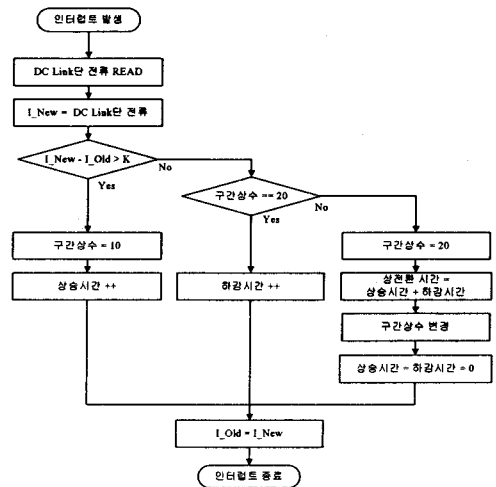 인터럽트 발생
DC Link단 전류 READ
I_New = DC Link단 전류
I_New - I_Old > K
No
Yes
구간상수 == 20
No
Yes
구간상수 = 10
구간상수 = 20
상승시간 ++
하강시간 ++
상전환 시간 =
상승시간 + 하강시간
구간상수 변경
상승시간 = 하강시간 = 0
I_Old = I_New
인터럽트 종료